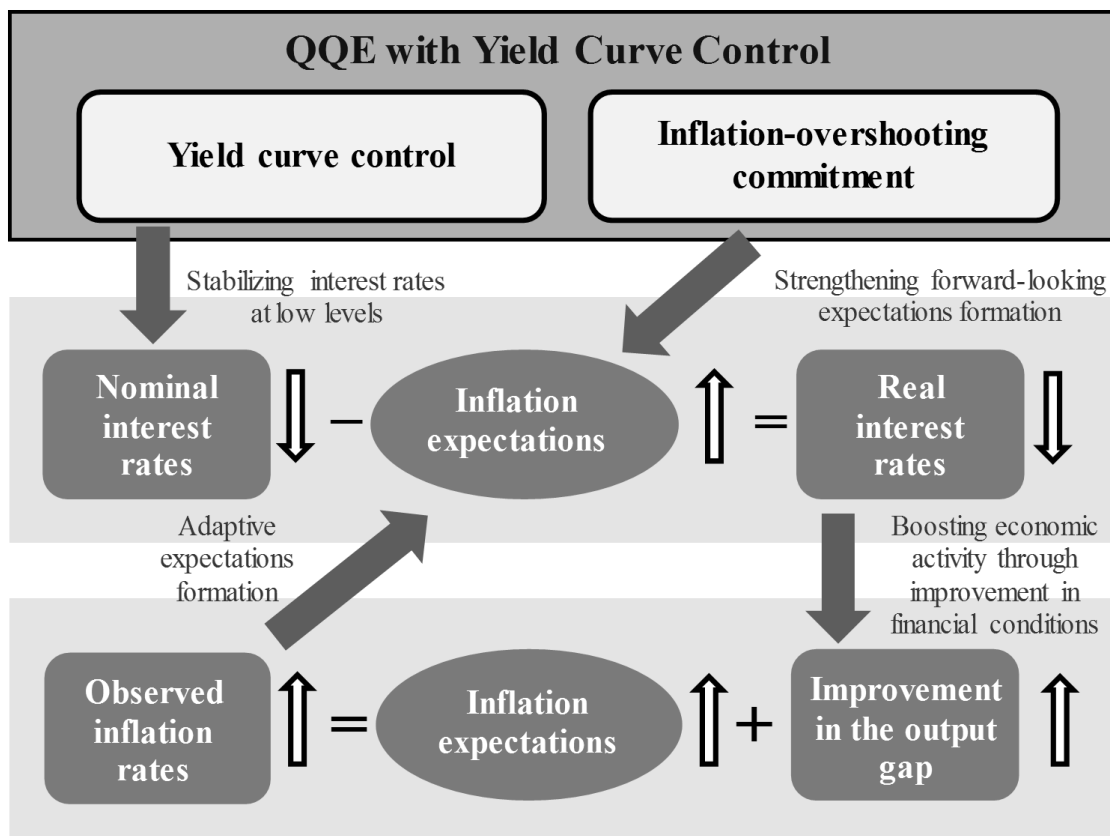 QQE with Yield Curve Control
Yield curve control
Inflation-overshooting
commitment
Stabilizing interest rates
at low levels
Strengthening forward-looking
expectations formation
Nominal
interest
rates
–
Inflation
expectations
=
Real
interest
rates
Adaptive
expectations
formation
Boosting economic
activity through
improvement in
financial conditions
Observed
inflation
rates
=
Inflation
expectations
+
Improvement
in the output
gap